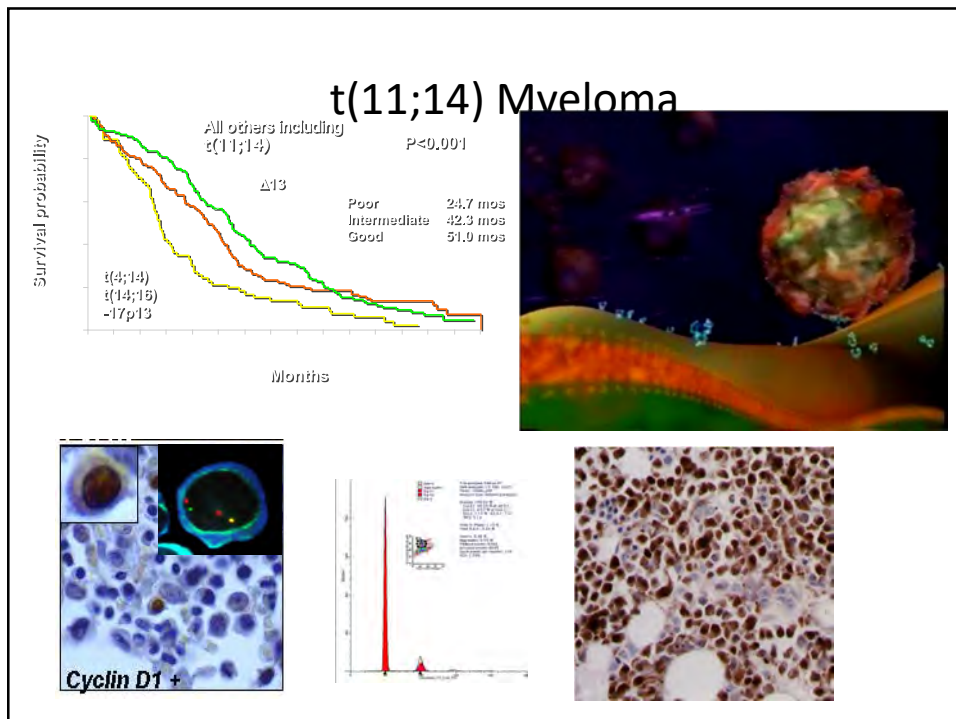 t(11;14) Myeloma
All others including
t(11;14)
P<0.001
Δ13
Poor 24.7 mos
Intermediate 42.3 mos
Good 51.0 mos
Survival probability
t(4;14)
t(14;16)
-17p13
Months
Cyclin D1 +